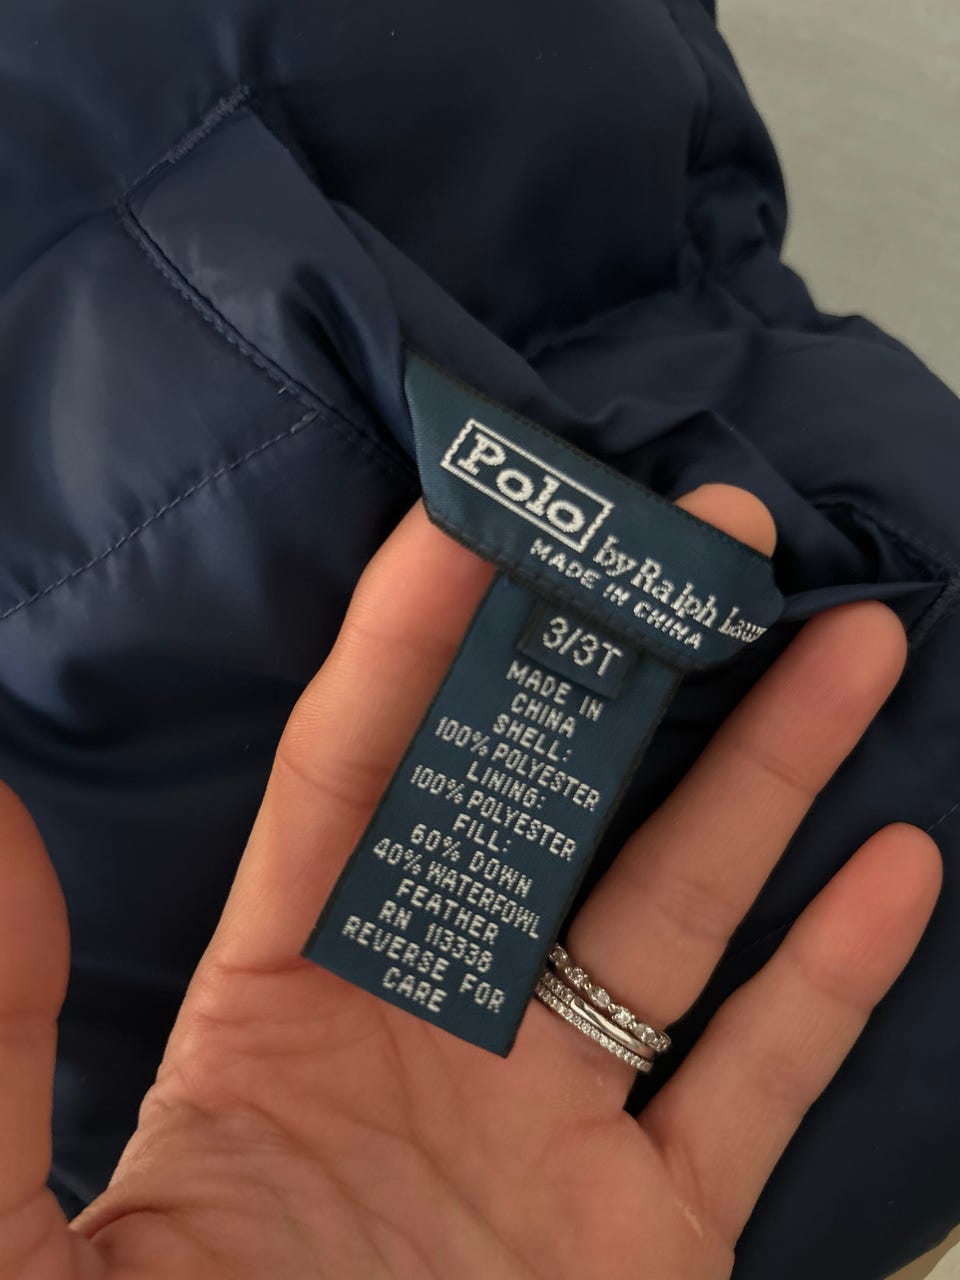 Polo
by Ralph Laur
MADE IN CHINA
3/3T
MADE IN
CHINA
SHELL:
100% POLYESTER
LINING:
100% POLYESTER
FILL:
60% DOWN
40% WATERFOWL
FEATHER
RN 113338
REVERSE FOR
CARE